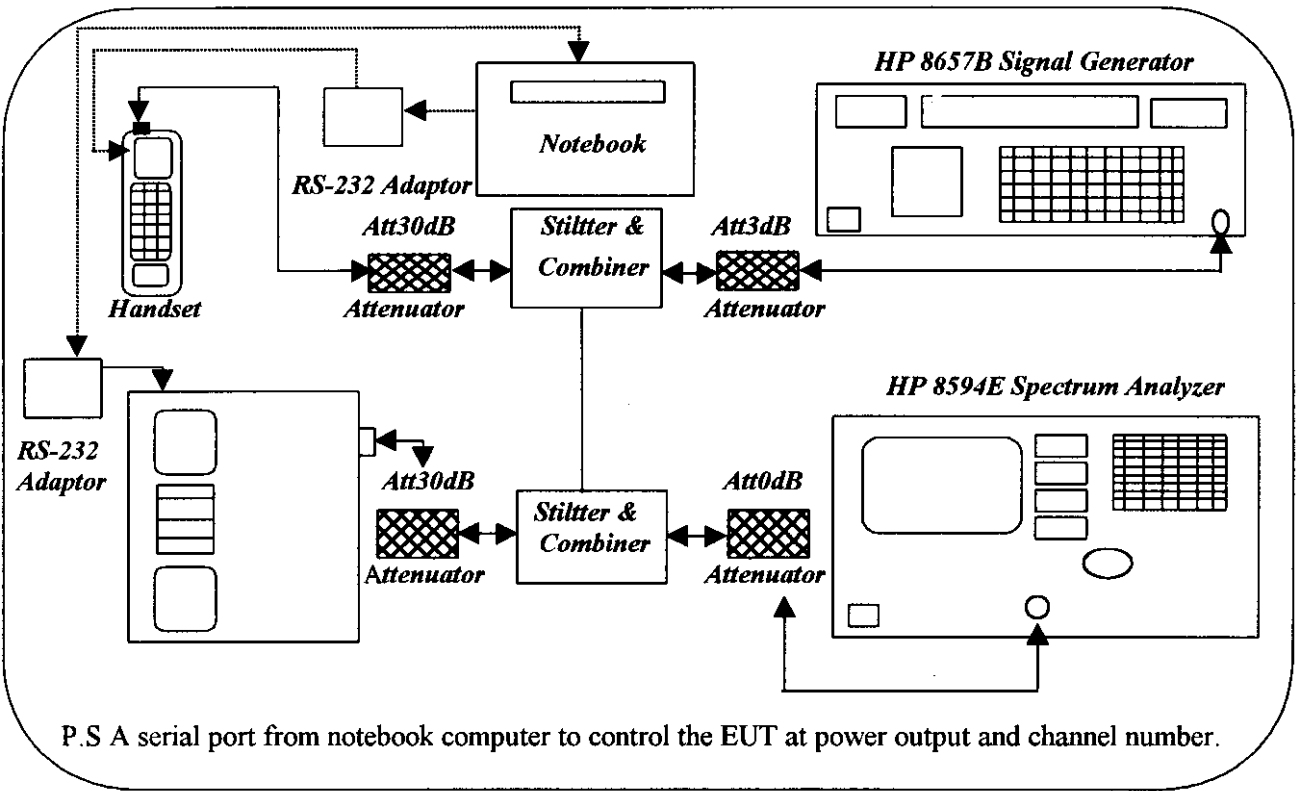 HP 8657B Signal Generator
Notebook
RS-232 Adaptor
Att30dB
Stiltter &
Combiner
Att3dB
Attenuator
Attenuator
Handset
HP 8594E Spectrum Analyzer
RS-232
Adaptor
Att30dB
Stiltter &
Combiner
Att0dB
Attenuator
Attenuator
P.S A serial port from notebook computer to control the EUT at power output and channel number.